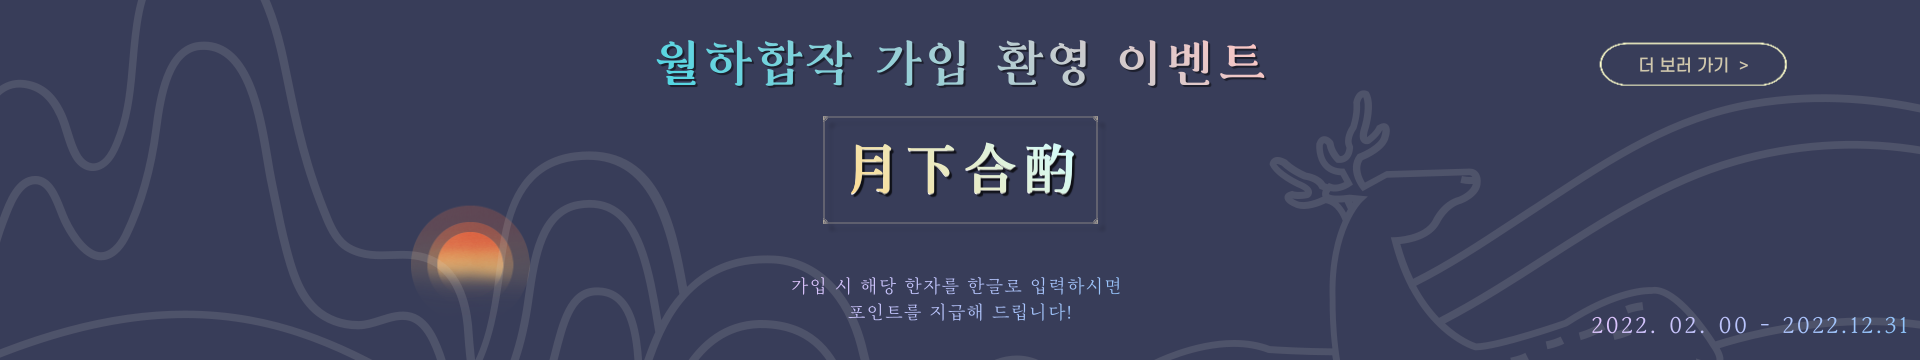 월하합작 가입 환영 이벤트
더 보러 가기 >
月下合酌
가입 시 해당 한자를 한글로 입력하시면
포인트를 지급해 드립니다!
2022. 02. 00 - 2022.12.31